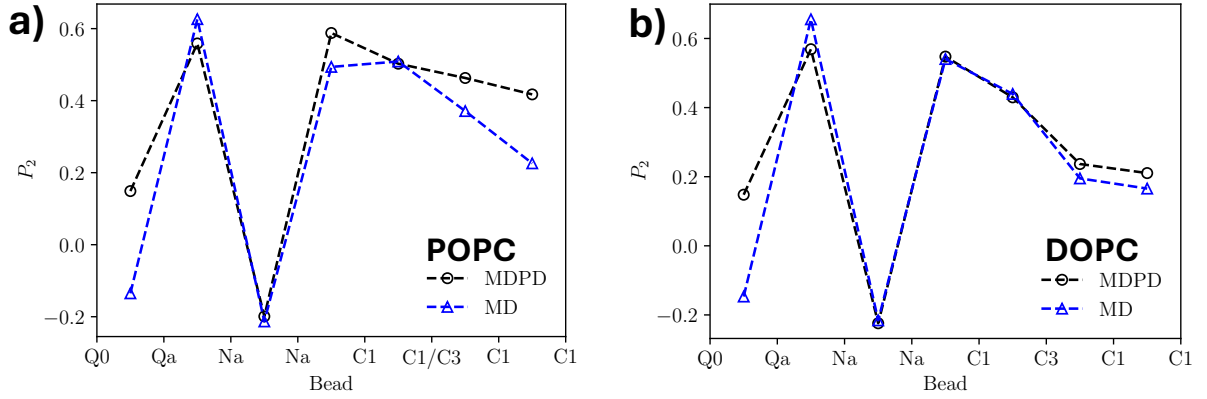 a)
0.6
0.4
0.2
0.0
−0.2
P2
POPC
MDPD
MD
Q0 Qa Na Na C1 C1/C3 C1 C1
Bead
b)
0.6
0.4
0.2
0.0
−0.2
P2
DOPC
MDPD
MD
Q0 Qa Na Na C1 C3 C1 C1
Bead